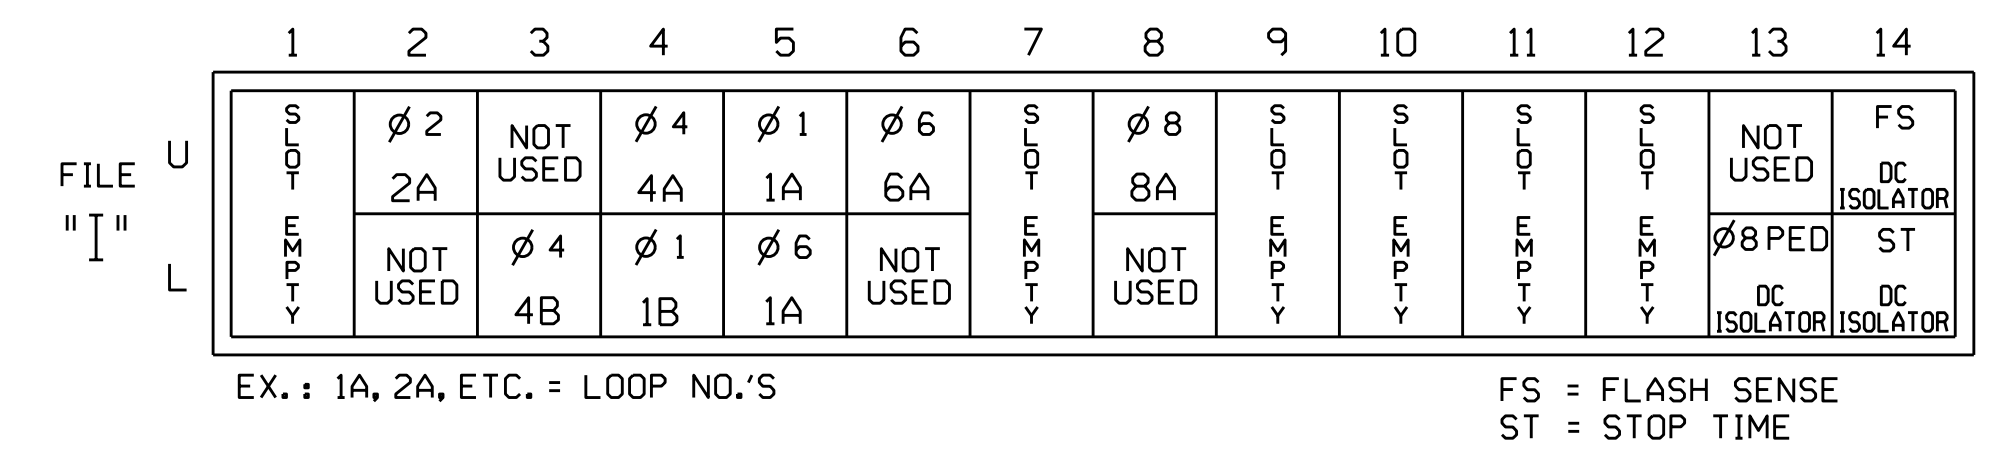 1 2 3 4 5 6 7 8 9 10 11 12 13 14
FILE "I"
U
L
SLOT EMPTY
Ø 2
2A
NOT USED
NOT USED
Ø 4
4B
Ø 4
4A
Ø 1
1B
Ø 1
1A
Ø 6
1A
Ø 6
6A
NOT USED
SLOT EMPTY
Ø 8
8A
NOT USED
SLOT EMPTY
SLOT EMPTY
SLOT EMPTY
SLOT EMPTY
NOT USED
Ø8 PED
DC ISOLATOR
FS
DC ISOLATOR
ST
DC ISOLATOR
EX.: 1A, 2A, ETC. = LOOP NO.'S
FS = FLASH SENSE
ST = STOP TIME